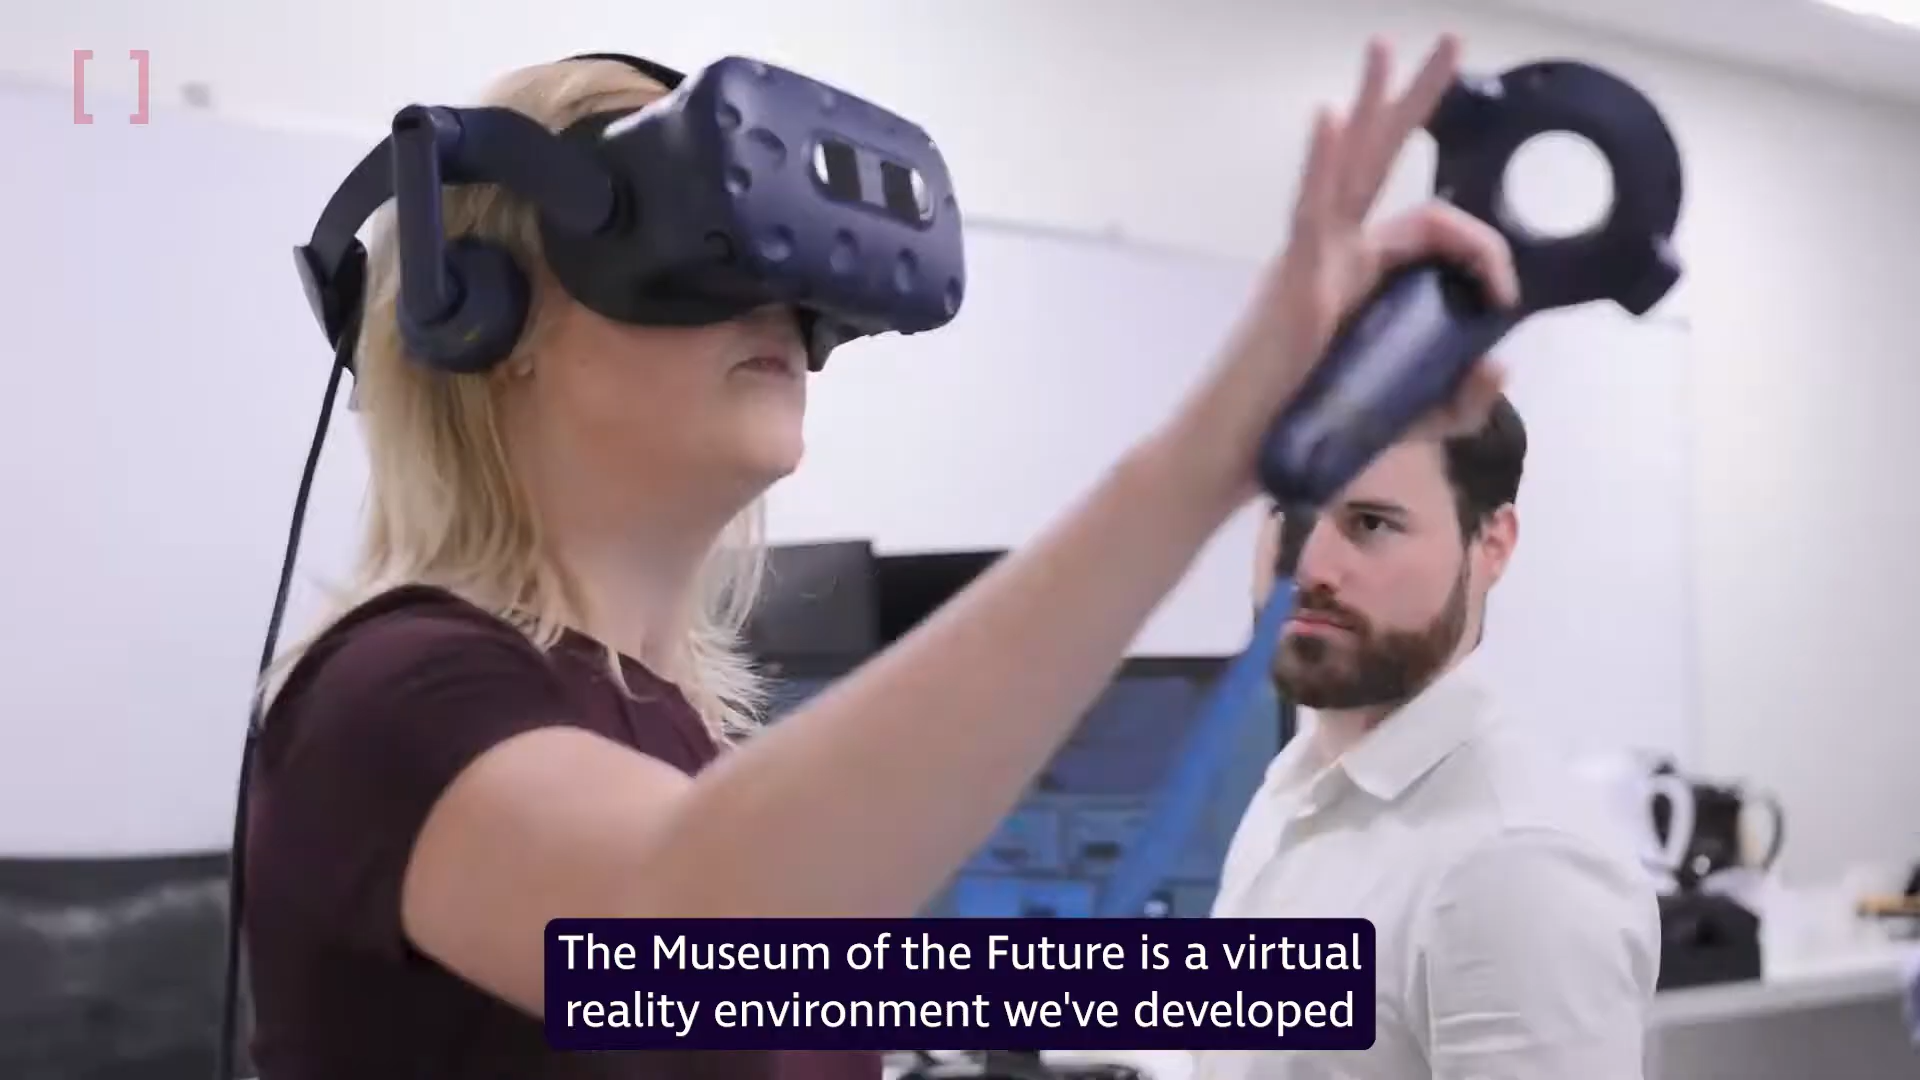 [ ]
The Museum of the Future is a virtual
reality environment we've developed